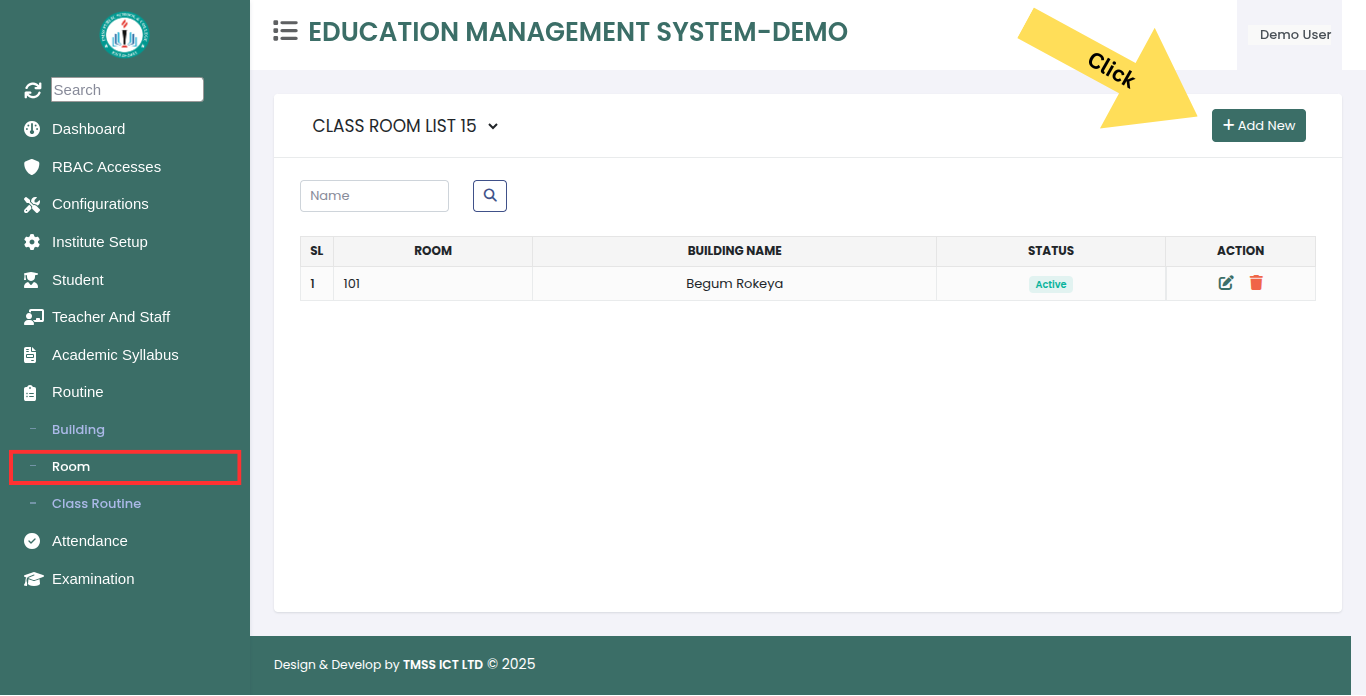 EDUCATION MANAGEMENT SYSTEM-DEMO
Demo User
Click
Search
Dashboard
RBAC Accesses
Configurations
Institute Setup
Student
Teacher And Staff
Academic Syllabus
Routine
Building
Room
Class Routine
Attendance
Examination
CLASS ROOM LIST 15
+ Add New
Name
SL ROOM BUILDING NAME STATUS ACTION
1 101 Begum Rokeya Active
Design & Develop by TMSS ICT LTD © 2025